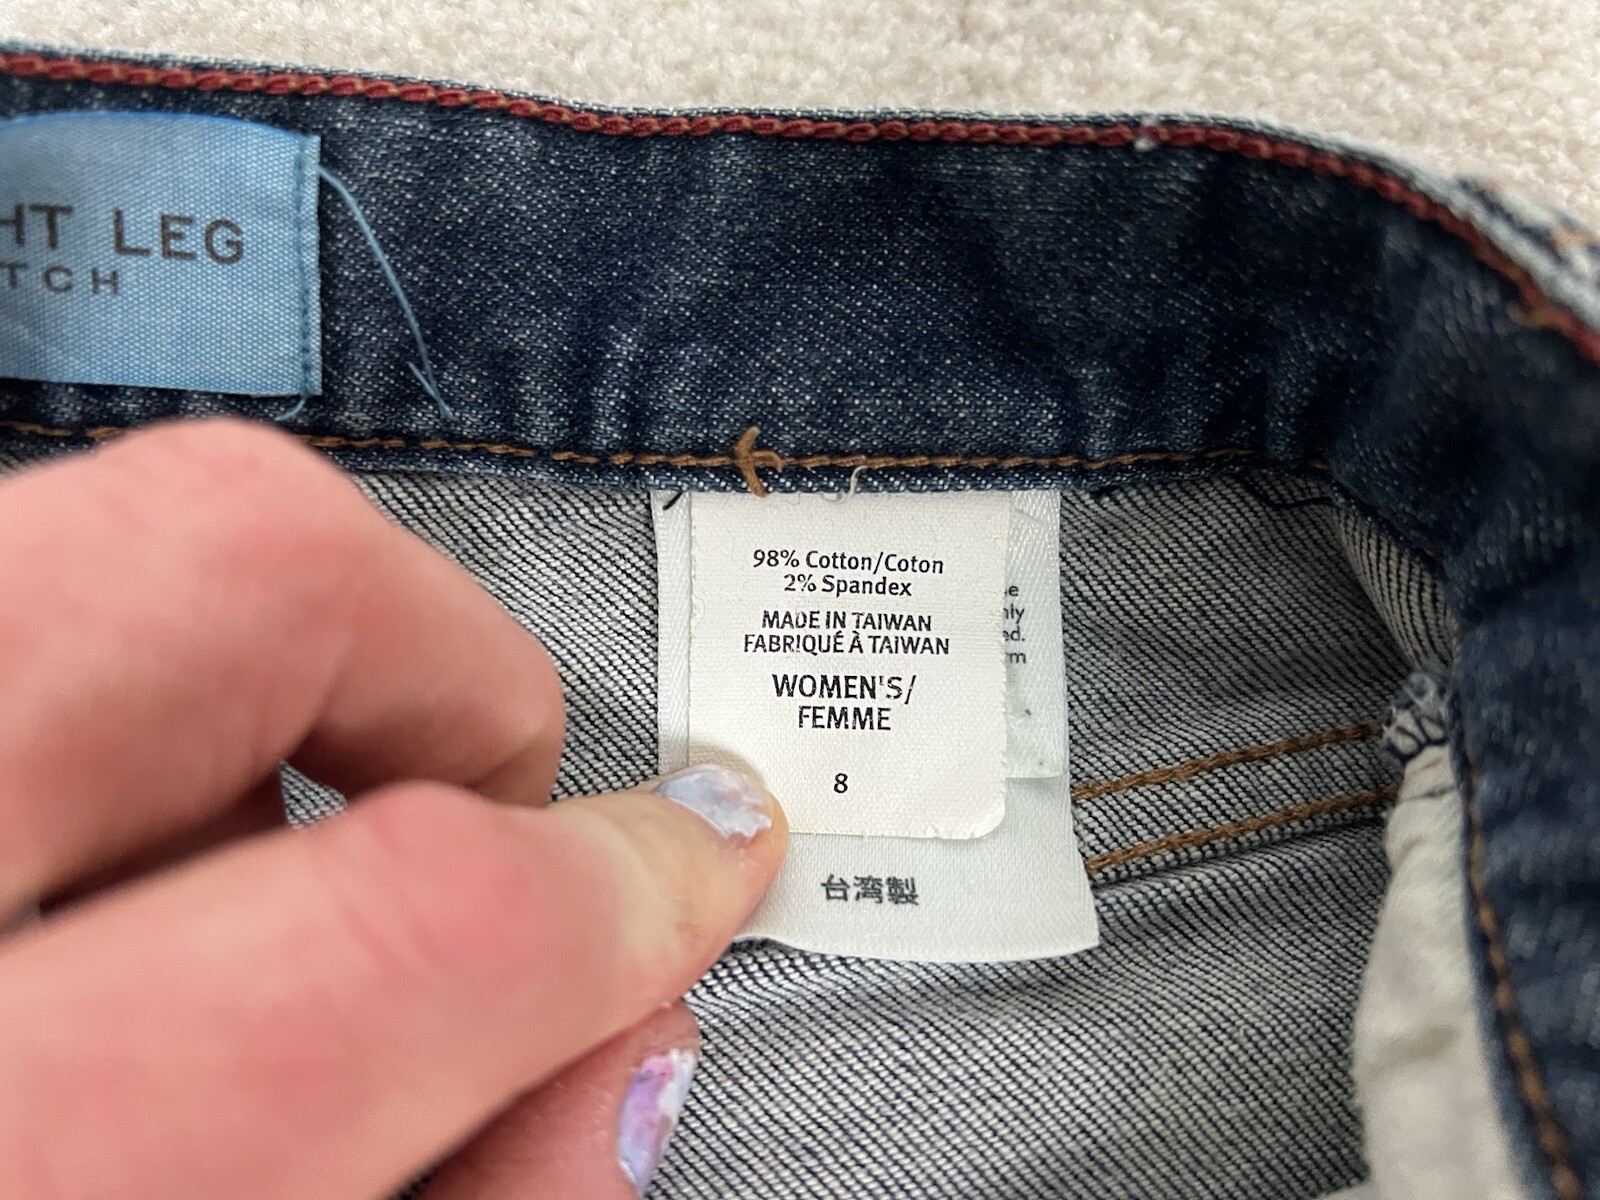 HT LEG
TCH
98% Cotton/Coton
2% Spandex
MADE IN TAIWAN
FABRIQUÉ À TAIWAN
WOMEN'S/
FEMME
8
ed.
台湾製